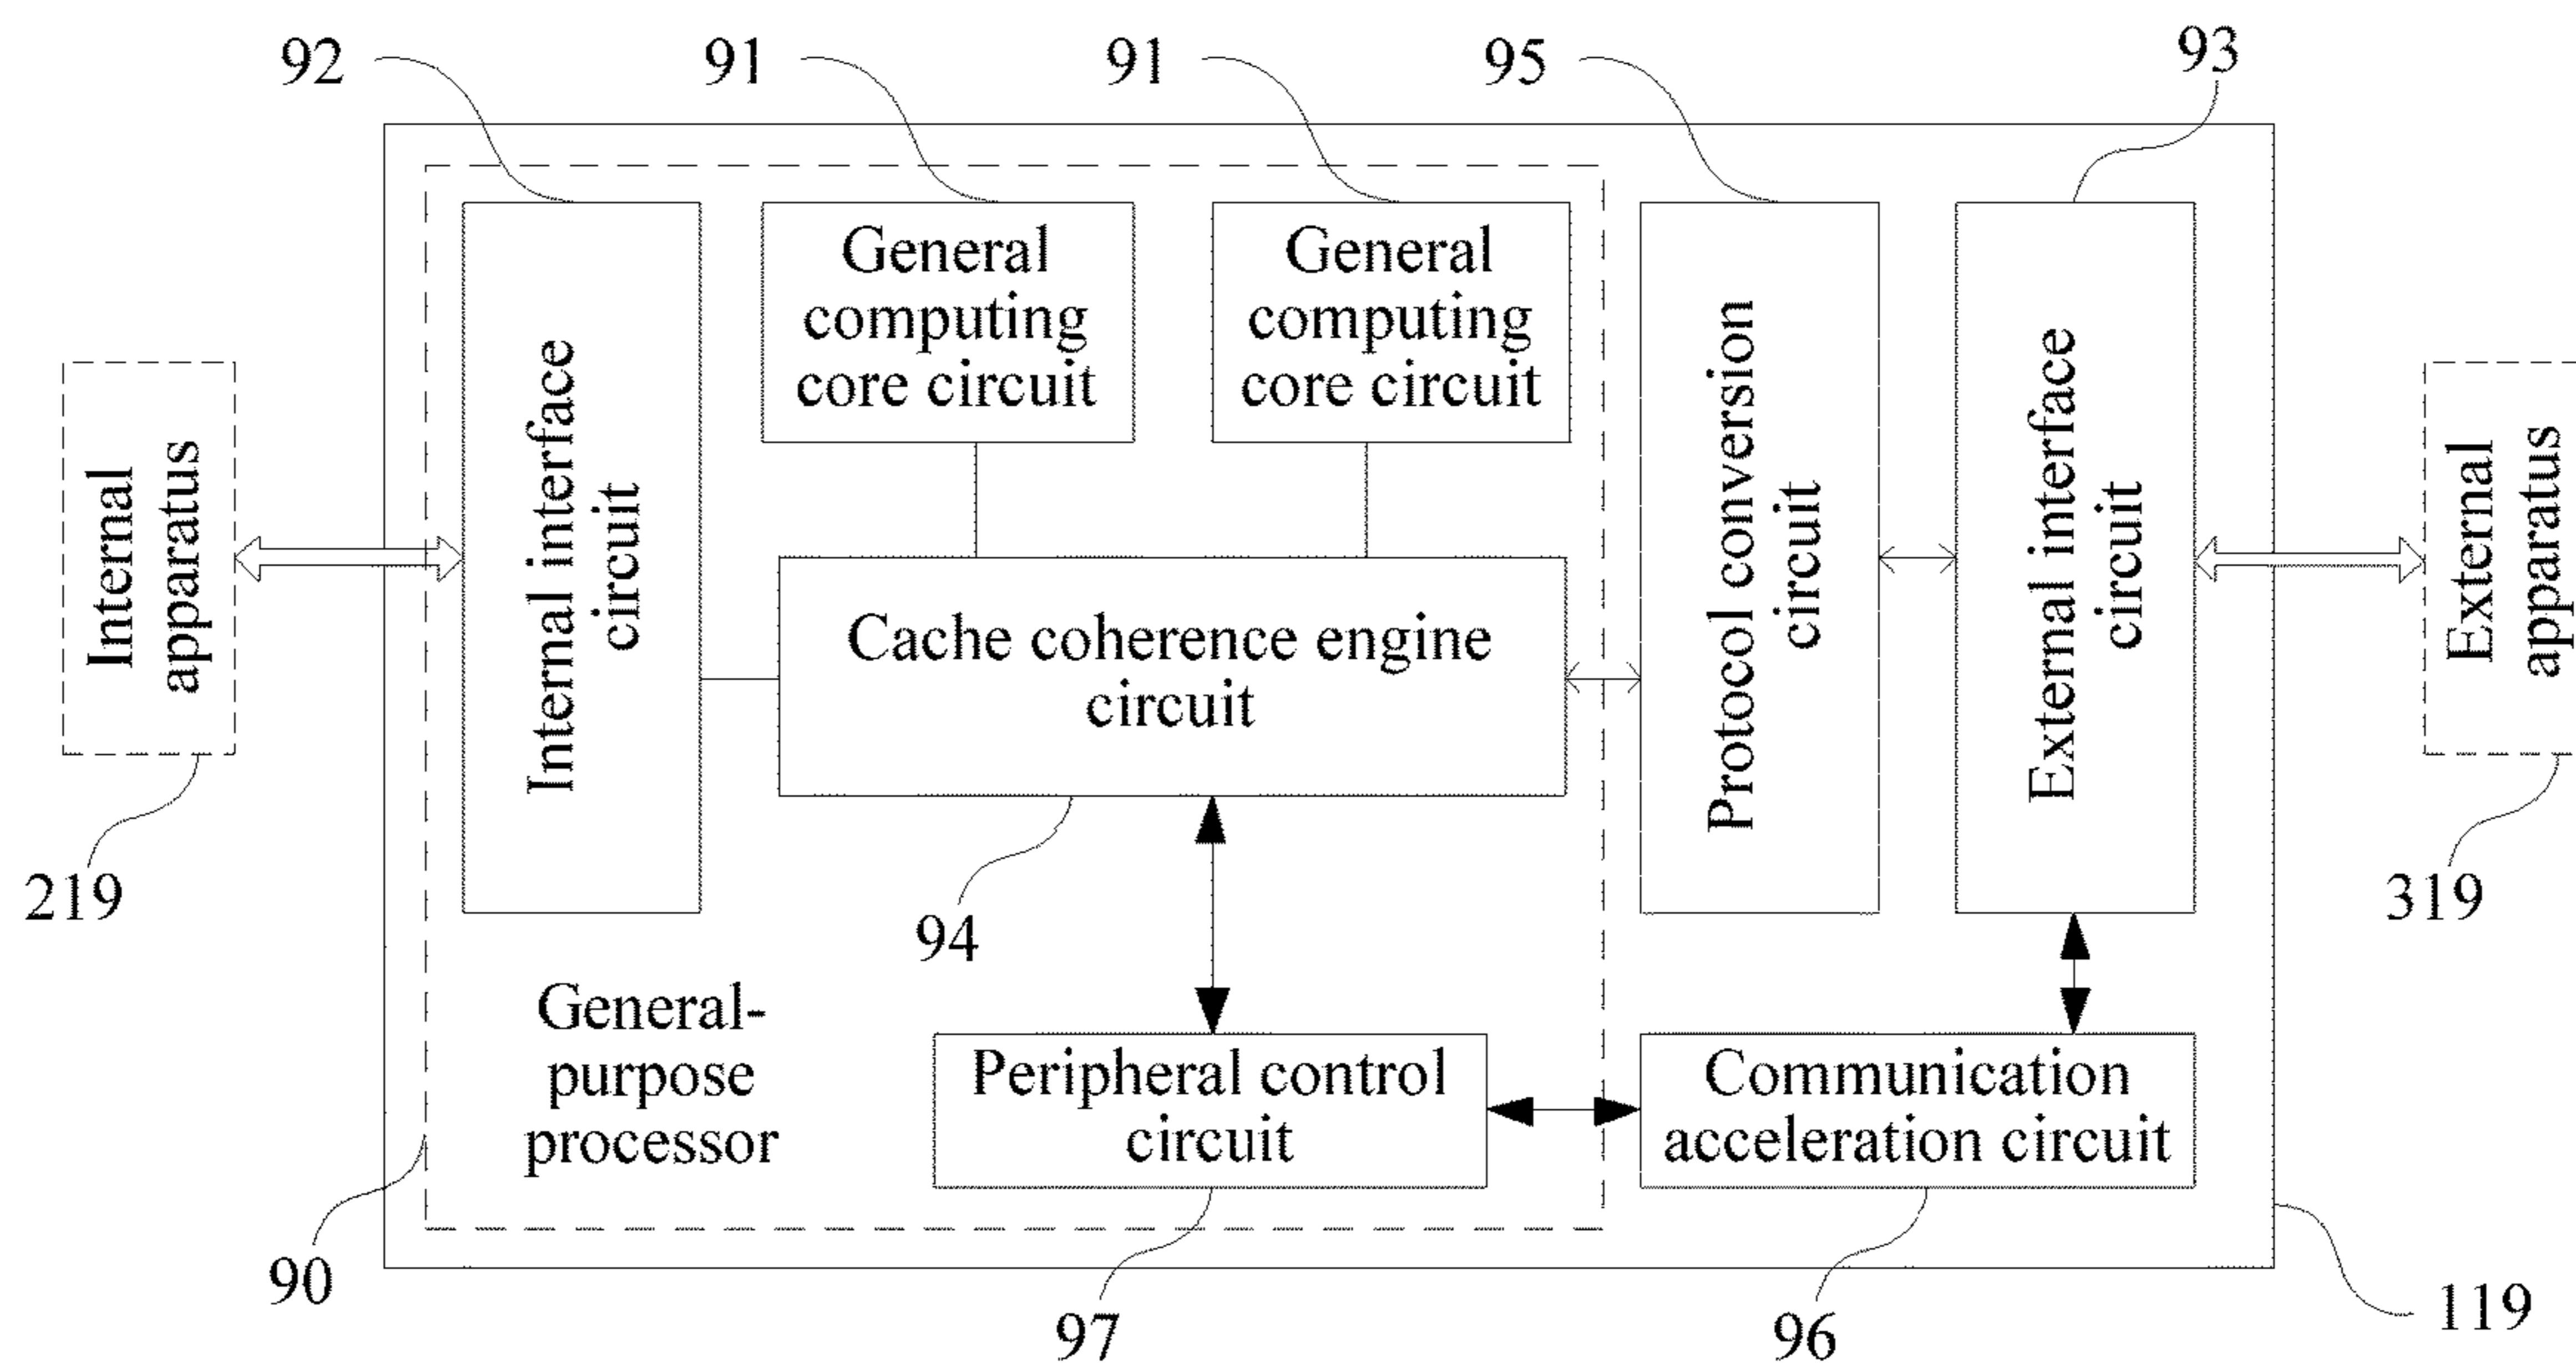 92
91
91
95
93
General
computing
core circuit
General
computing
core circuit
Internal
apparatus
Internal interface
circuit
Cache coherence engine
circuit
Protocol conversion
circuit
External interface
circuit
External
apparatus
219
94
319
General-
purpose
processor
Peripheral control
circuit
Communication
acceleration circuit
90
97
96
119